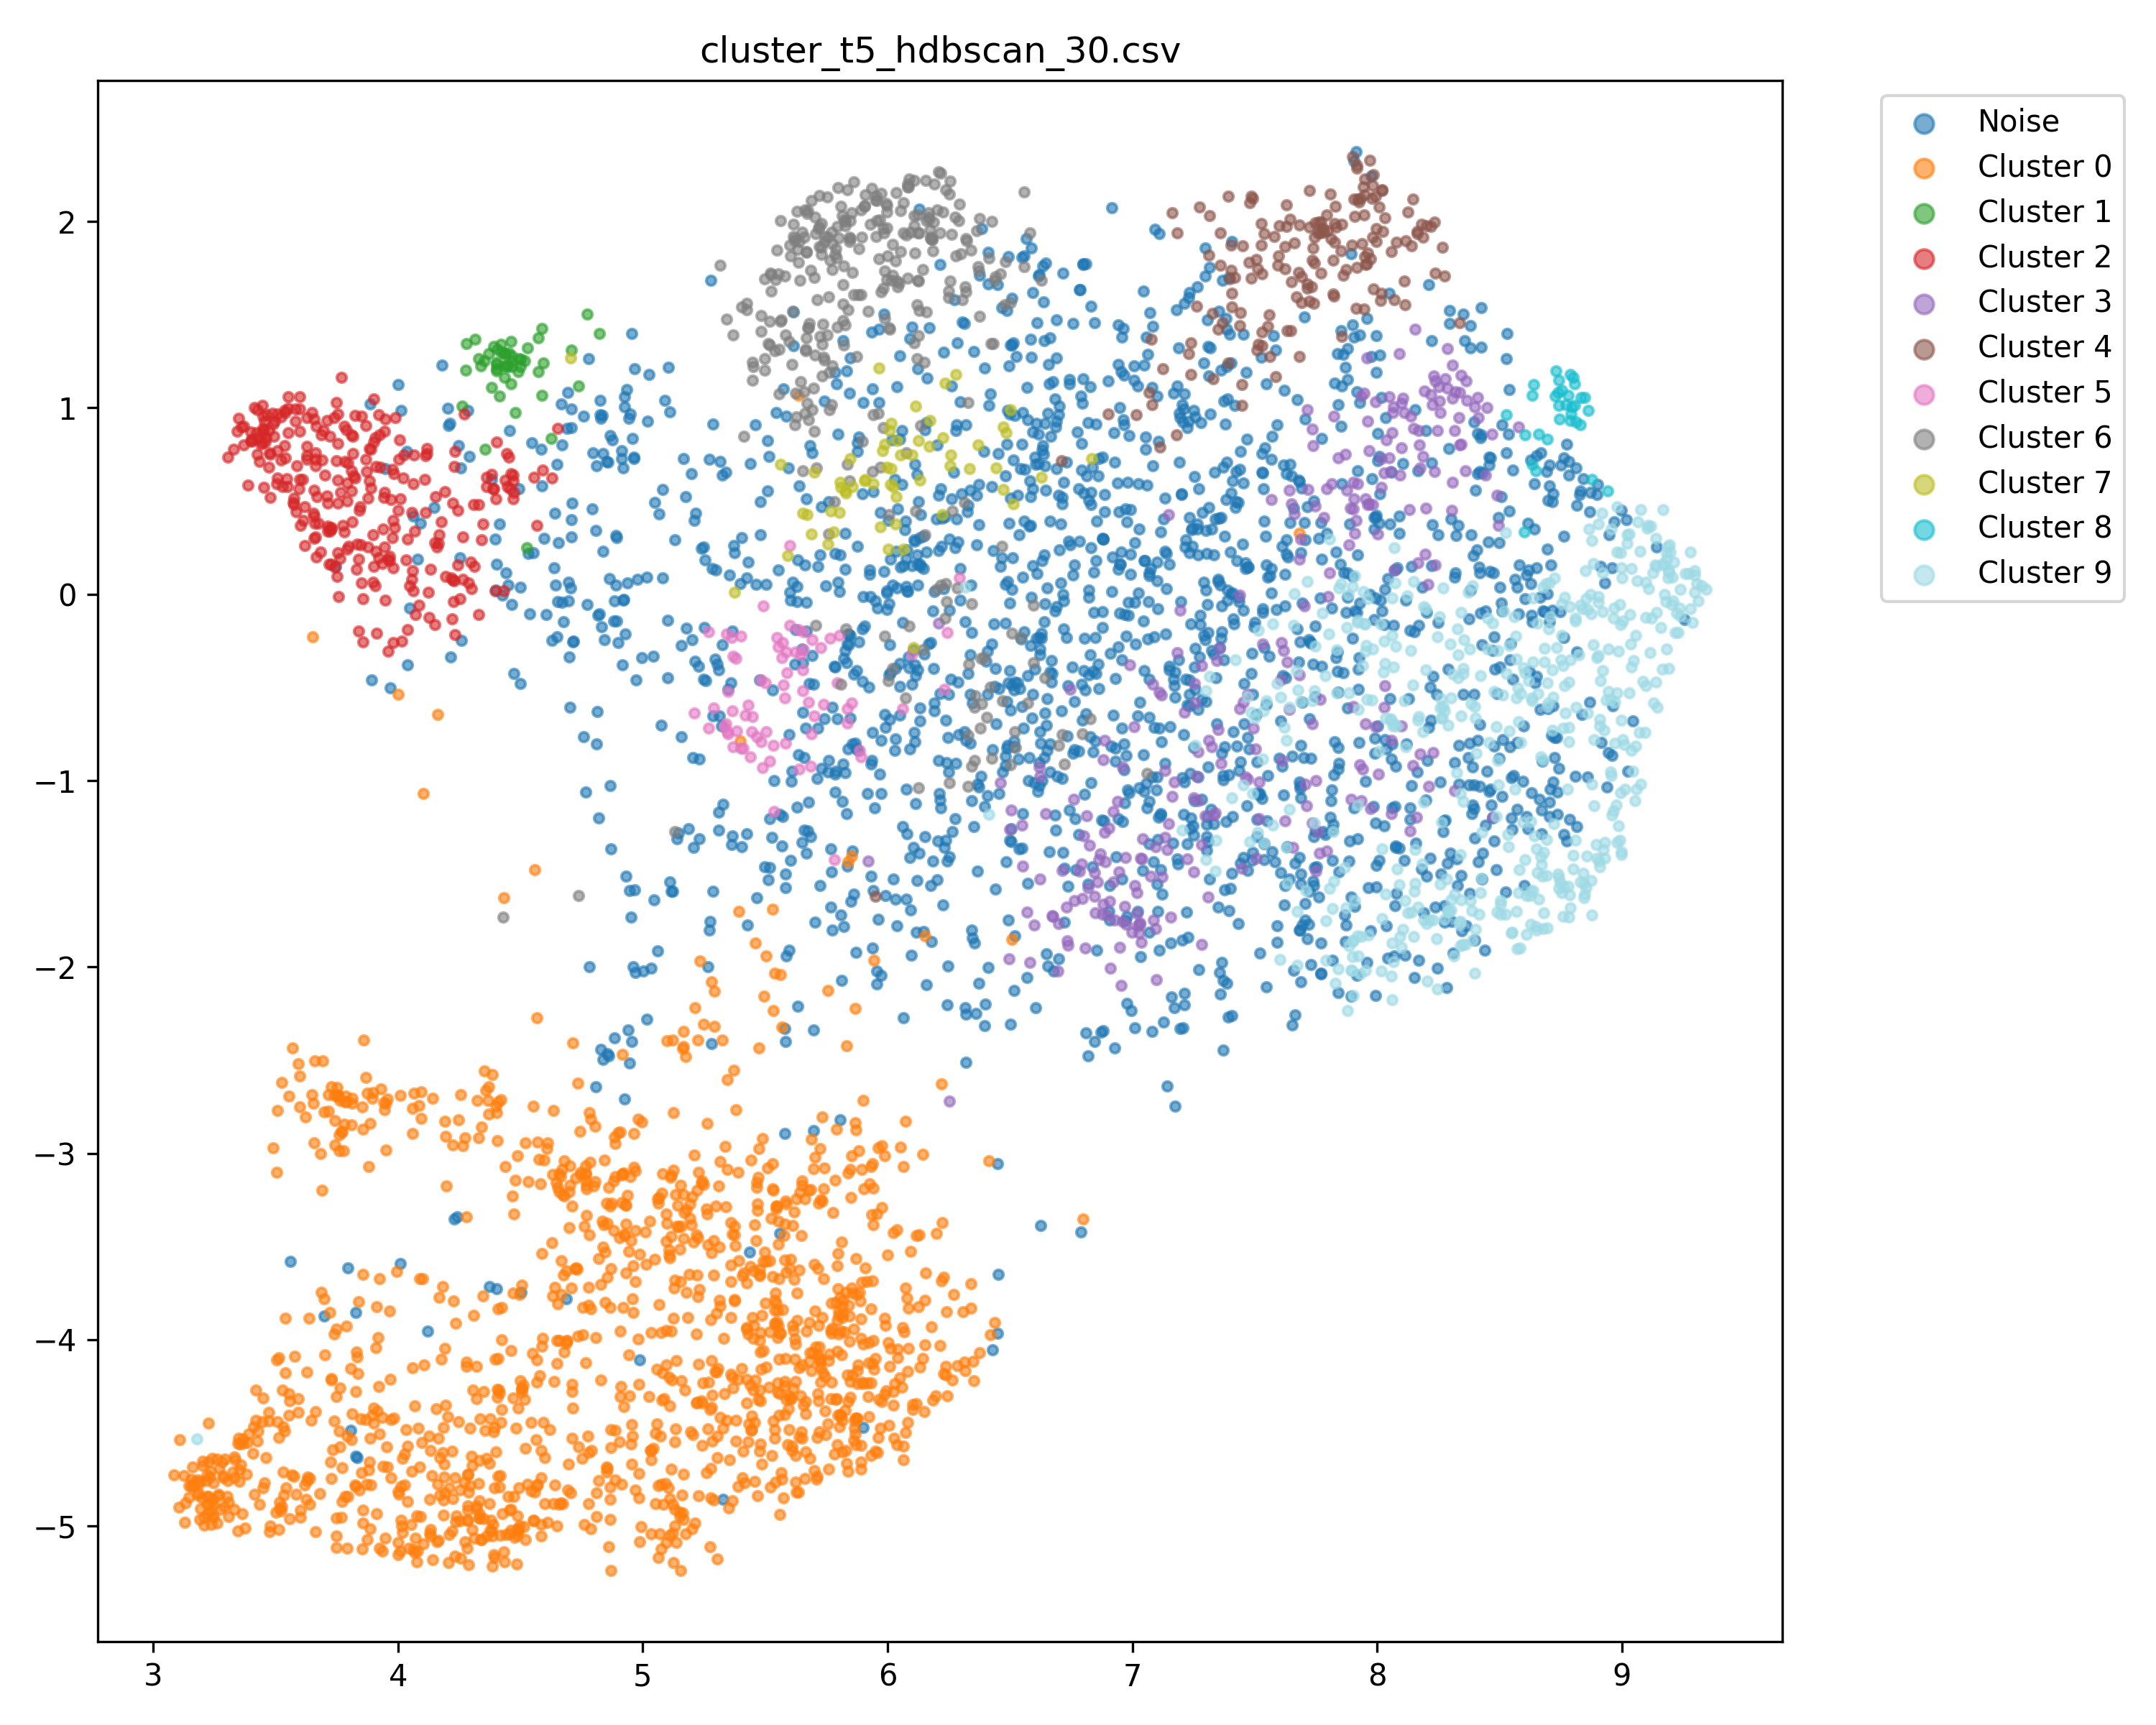 cluster_t5_hdbscan_30.csv
Noise
Cluster 0
Cluster 1
Cluster 2
Cluster 3
Cluster 4
Cluster 5
Cluster 6
Cluster 7
Cluster 8
Cluster 9
2
1
0
−1
−2
−3
−4
−5
3 4 5 6 7 8 9